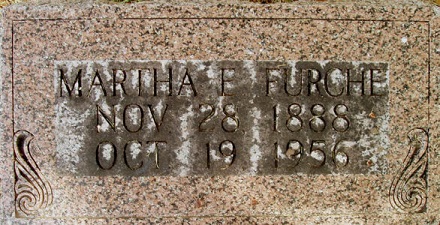 MARTHA E FURCHE
NOV 28 1888
OCT 19 1956